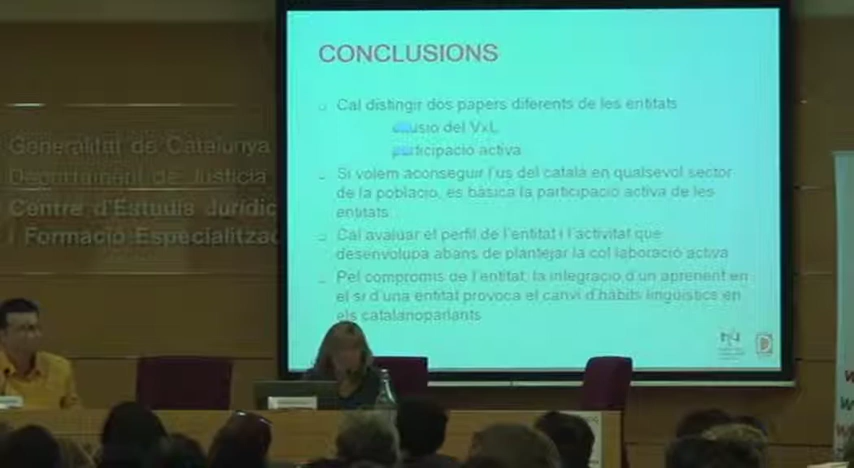 CONCLUSIONS
Cal distingir dos papers diferents de les entitats
difusió del VxL
participació activa
Si volem aconseguir l'ús del català en qualsevol sector
de la població, és bàsica la participació activa de les
entitats
Cal avaluar el perfil de l'entitat i l'activitat que
desenvolupa abans de plantejar la col·laboració activa
Pel compromís de l'entitat, la integració d'un aprenent en
el si d'una entitat provoca el canvi d'hàbits lingüístics en
els catalanoparlants
Generalitat de Catalunya
Departament de Justícia
Centre d'Estudis Jurídic
i Formació Especialitzac